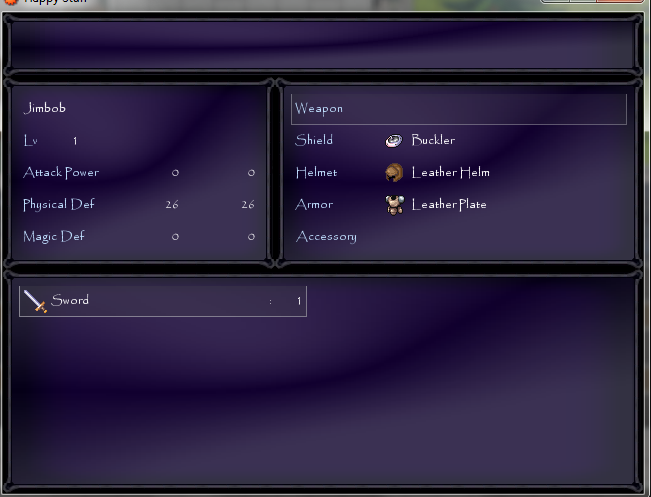 Happy Stuff
Jimbob
Lv 1
Attack Power 0 0
Physical Def 26 26
Magic Def 0 0
Weapon
Shield Buckler
Helmet Leather Helm
Armor Leather Plate
Accessory
Sword : 1